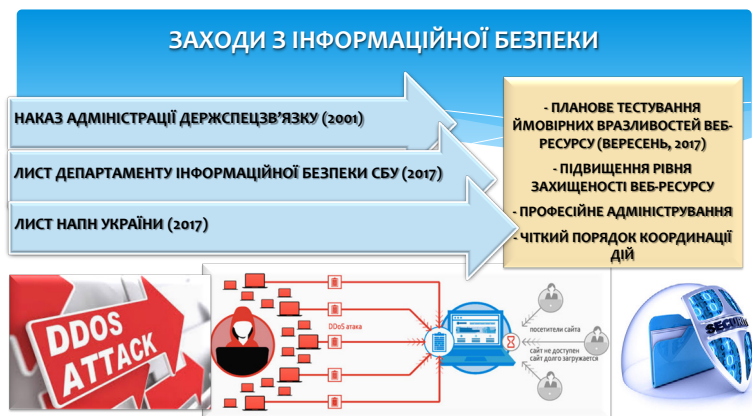 ЗАХОДИ З ІНФОРМАЦІЙНОЇ БЕЗПЕКИ
НАКАЗ АДМІНІСТРАЦІЇ ДЕРЖСПЕЦЗВ’ЯЗКУ (2001)
ЛИСТ ДЕПАРТАМЕНТУ ІНФОРМАЦІЙНОЇ БЕЗПЕКИ СБУ (2017)
ЛИСТ НАПН УКРАЇНИ (2017)
- ПЛАНОВЕ ТЕСТУВАННЯ
ЙМОВІРНИХ ВРАЗЛИВОСТЕЙ ВЕБ-
РЕСУРСУ (ВЕРЕСЕНЬ, 2017)
- ПІДВИЩЕННЯ РІВНЯ
ЗАХИЩЕНОСТІ ВЕБ-РЕСУРСУ
- ПРОФЕСІЙНЕ АДМІНІСТРУВАННЯ
- ЧІТКИЙ ПОРЯДОК КООРДИНАЦІЇ
ДІЙ
DDOS
ATTACK
DDoS атака
посетители сайта
сайт не доступен
сайт долго загружается
SECURITY